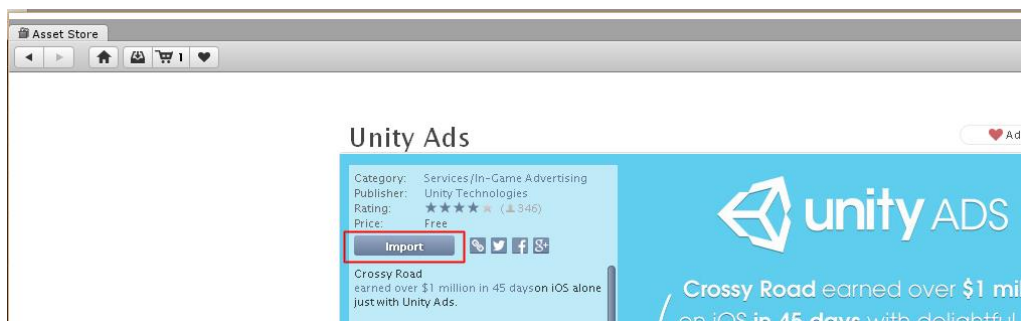 Asset Store
1
Unity Ads
Ad
Category: Services/In-Game Advertising
Publisher: Unity Technologies
Rating: (346)
Price: Free
Import
Crossy Road
earned over $1 million in 45 dayson iOS alone
just with Unity Ads.
unity ADS
Crossy Road earned over $1 mil
on iOS in 45 days with delightful